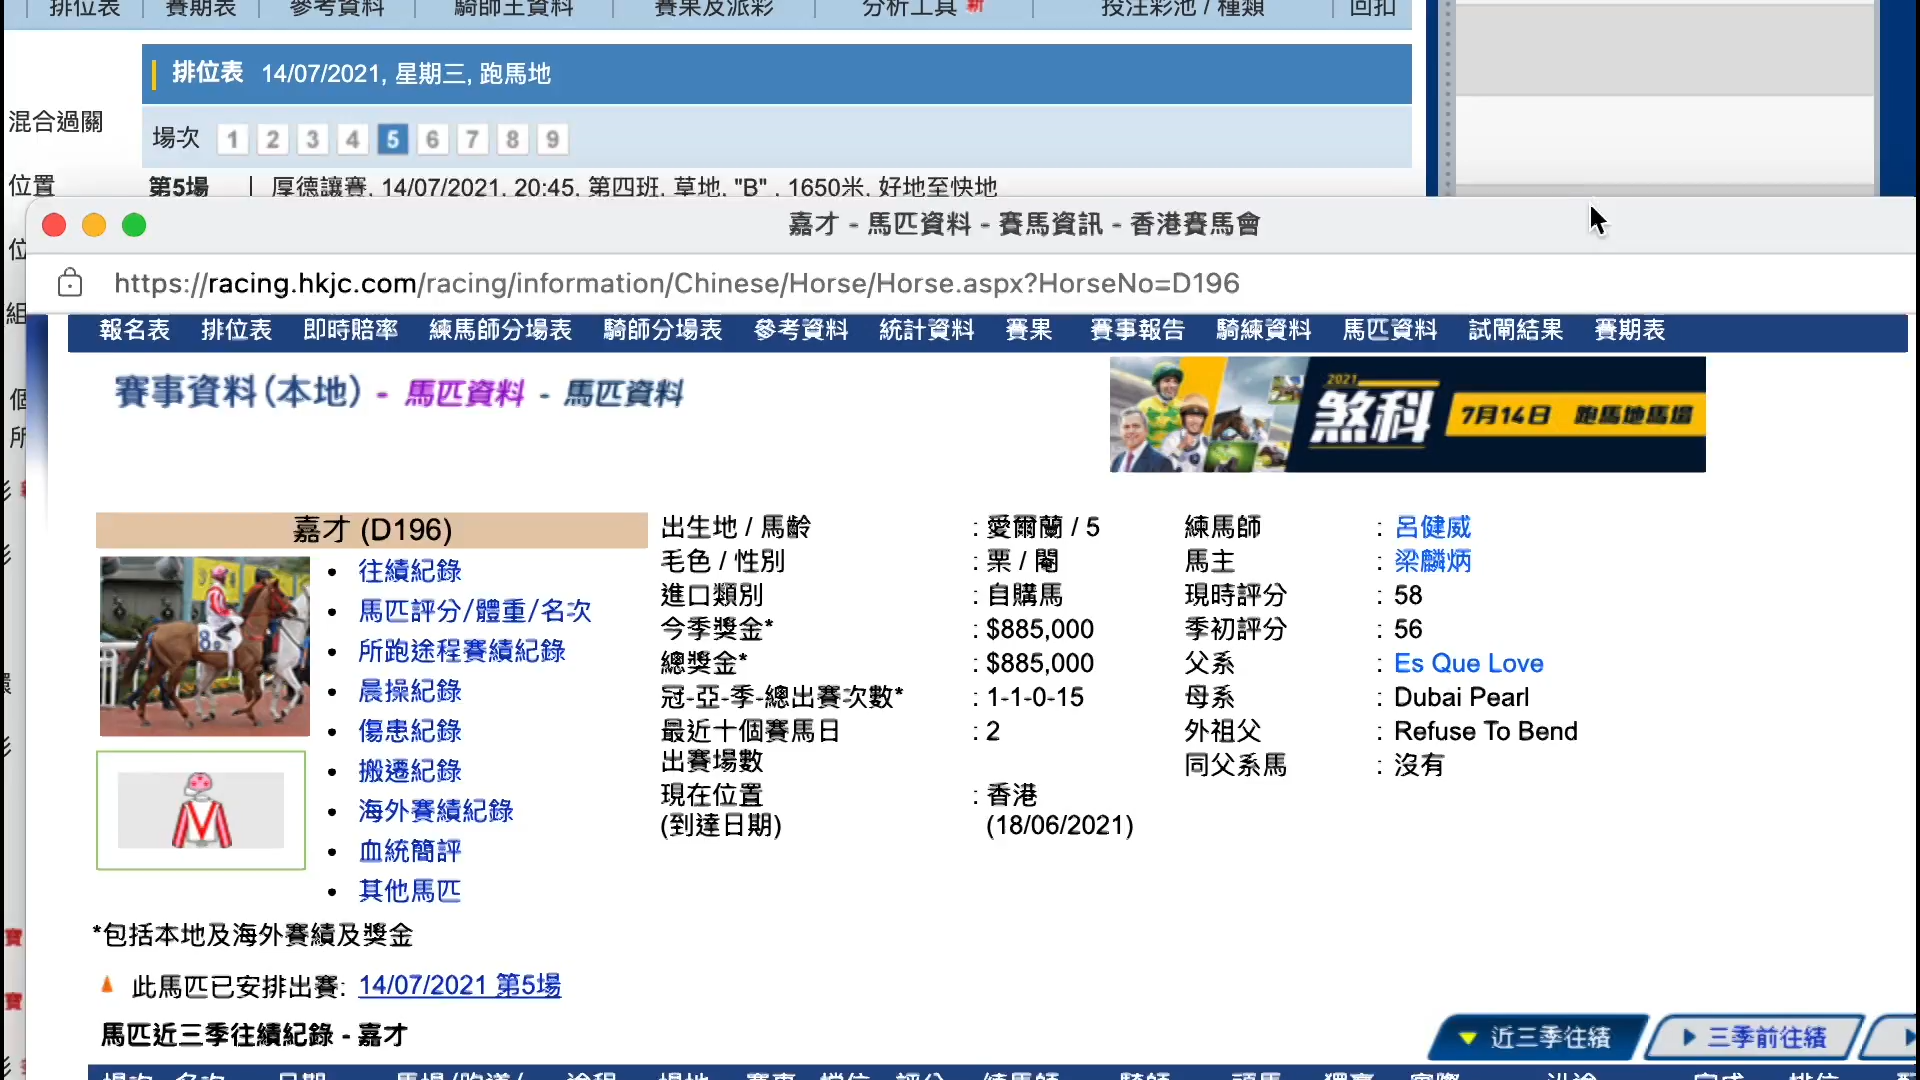 排位表 賽期表 參考資料 騎師王資料 賽果及派彩 分析工具 新 投注彩池 / 種類 回扣
排位表 14/07/2021, 星期三, 跑馬地
混合過關
場次 1 2 3 4 5 6 7 8 9
位置
第5場 | 厚德讓賽, 14/07/2021, 20:45, 第四班, 草地, "B" , 1650米, 好地至快地
嘉才 - 馬匹資料 - 賽馬資訊 - 香港賽馬會
https://racing.hkjc.com/racing/information/Chinese/Horse/Horse.aspx?HorseNo=D196
報名表 排位表 即時賠率 練馬師分場表 騎師分場表 參考資料 統計資料 賽果 賽事報告 騎練資料 馬匹資料 試閘結果 賽期表
賽事資料(本地) - 馬匹資料 - 馬匹資料
2021
煞科 7月14日 跑馬地馬場
嘉才 (D196)
往績紀錄
馬匹評分/體重/名次
所跑途程賽績紀錄
晨操紀錄
傷患紀錄
搬遷紀錄
海外賽績紀錄
血統簡評
其他馬匹
出生地 / 馬齡 : 愛爾蘭 / 5
毛色 / 性別 : 栗 / 閹
進口類別 : 自購馬
今季獎金* : $885,000
總獎金* : $885,000
冠-亞-季-總出賽次數* : 1-1-0-15
最近十個賽馬日 : 2
出賽場數
現在位置 : 香港
(到達日期) (18/06/2021)
練馬師 : 呂健威
馬主 : 梁麟炳
現時評分 : 58
季初評分 : 56
父系 : Es Que Love
母系 : Dubai Pearl
外祖父 : Refuse To Bend
同父系馬 : 沒有
*包括本地及海外賽績及獎金
此馬匹已安排出賽: 14/07/2021 第5場
馬匹近三季往績紀錄 - 嘉才
近三季往績 三季前往績